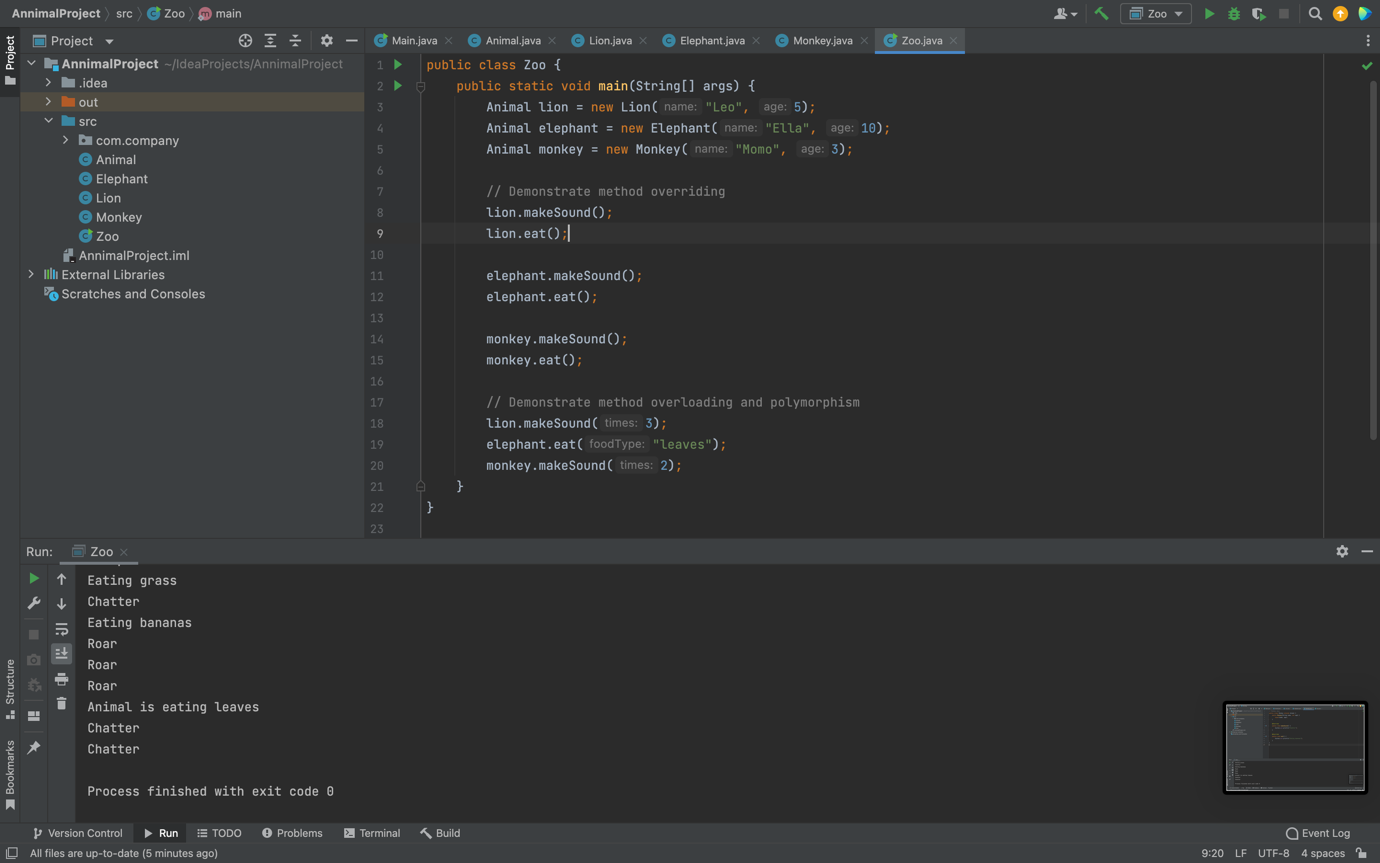 AnnimalProject src Zoo main
Zoo
Project
Main.java Animal.java Lion.java Elephant.java Monkey.java Zoo.java
Project
AnnimalProject ~/IdeaProjects/AnnimalProject
.idea
out
src
com.company
Animal
Elephant
Lion
Monkey
Zoo
AnnimalProject.iml
External Libraries
Scratches and Consoles
1 public class Zoo {
2 public static void main(String[] args) {
3 Animal lion = new Lion( name: "Leo", age: 5);
4 Animal elephant = new Elephant( name: "Ella", age: 10);
5 Animal monkey = new Monkey( name: "Momo", age: 3);
6
7 // Demonstrate method overriding
8 lion.makeSound();
9 lion.eat();
10
11 elephant.makeSound();
12 elephant.eat();
13
14 monkey.makeSound();
15 monkey.eat();
16
17 // Demonstrate method overloading and polymorphism
18 lion.makeSound( times: 3);
19 elephant.eat( foodType: "leaves");
20 monkey.makeSound( times: 2);
21 }
22 }
23
Run: Zoo
Eating grass
Chatter
Eating bananas
Roar
Roar
Roar
Animal is eating leaves
Chatter
Chatter
Process finished with exit code 0
Structure
Bookmarks
Version Control Run TODO Problems Terminal Build Event Log
All files are up-to-date (5 minutes ago) 9:20 LF UTF-8 4 spaces